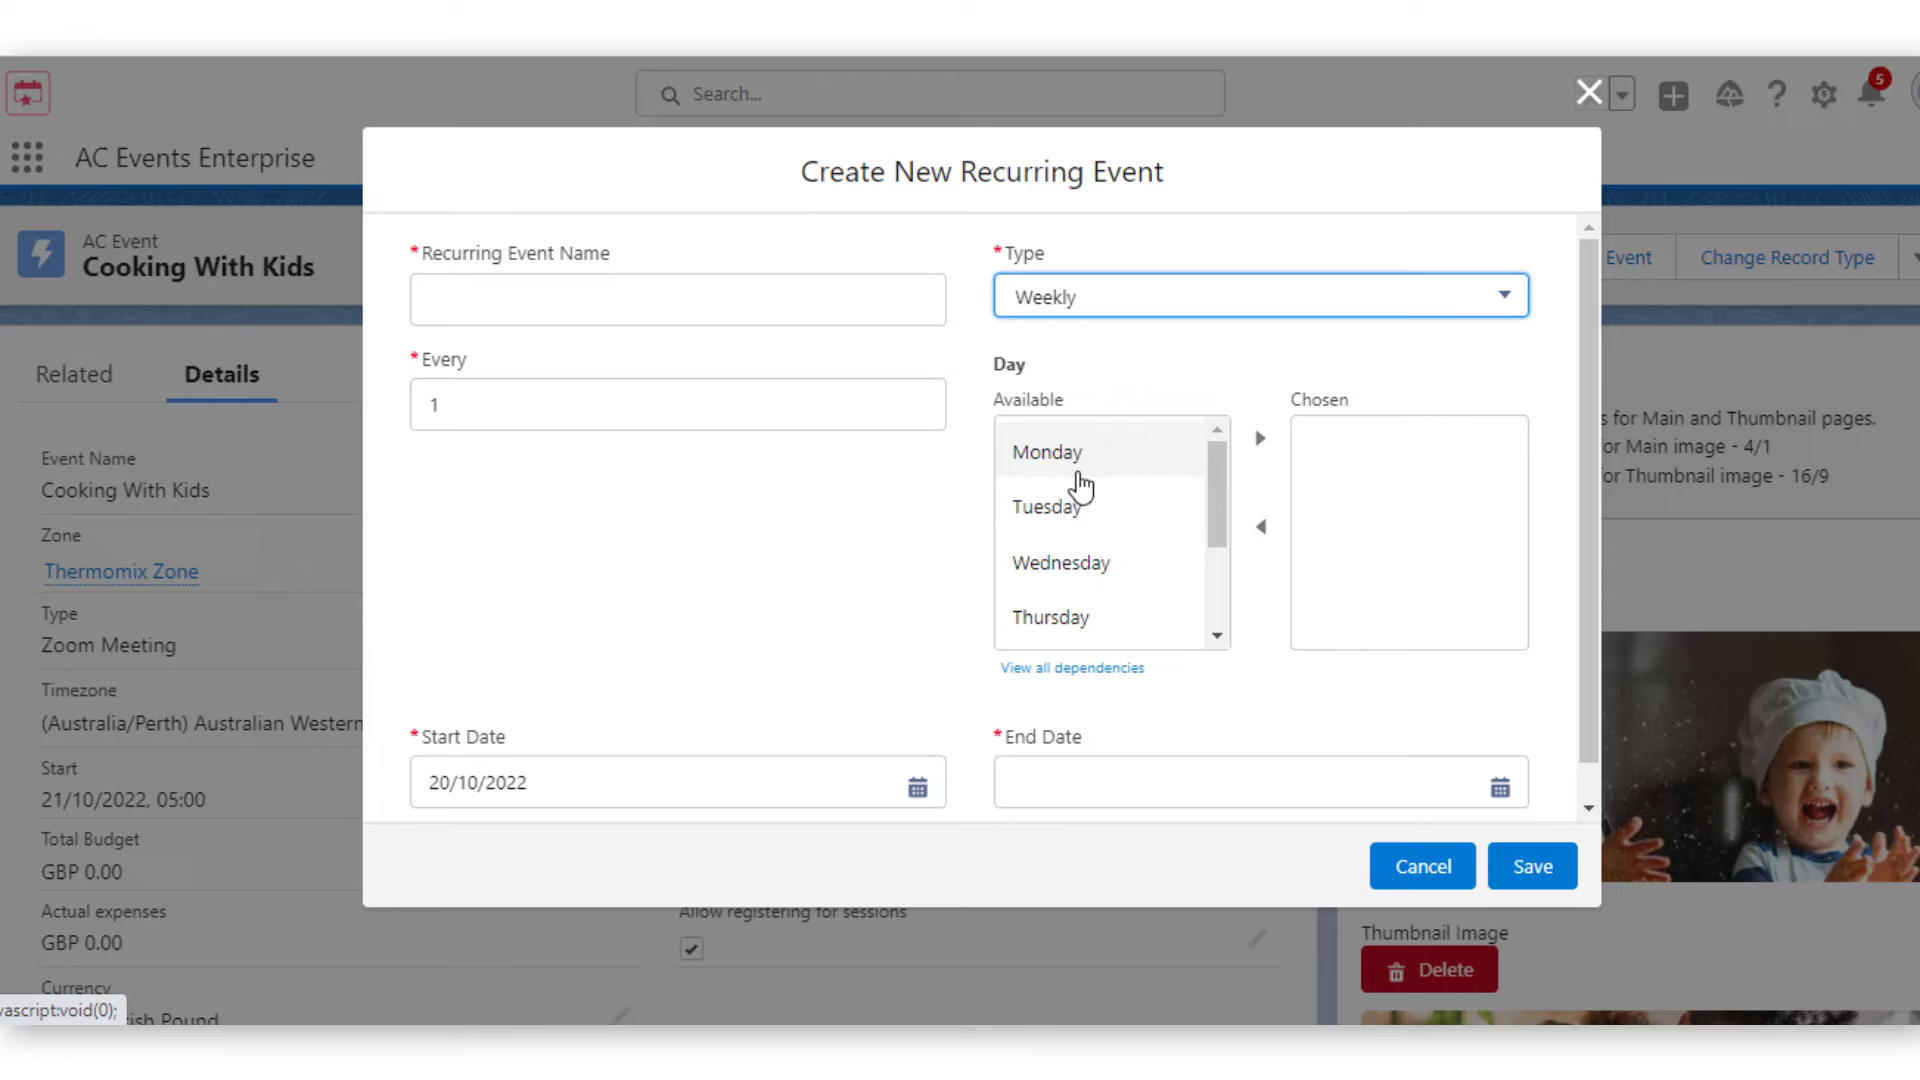 Search...
5
AC Events Enterprise
Create New Recurring Event
AC Event
Cooking With Kids
Event
Change Record Type
*Recurring Event Name
*Type
Weekly
*Every
1
Day
Available
Chosen
Monday
Tuesday
Wednesday
Thursday
View all dependencies
*Start Date
20/10/2022
*End Date
Cancel
Save
Related
Details
Event Name
Cooking With Kids
Zone
Thermomix Zone
Type
Zoom Meeting
Timezone
(Australia/Perth) Australian Western
Start
21/10/2022, 05:00
Total Budget
GBP 0.00
Actual expenses
GBP 0.00
Currency
ish Pound
vascript:void(0);
Allow registering for sessions
s for Main and Thumbnail pages.
for Main image - 4/1
or Thumbnail image - 16/9
Thumbnail Image
Delete